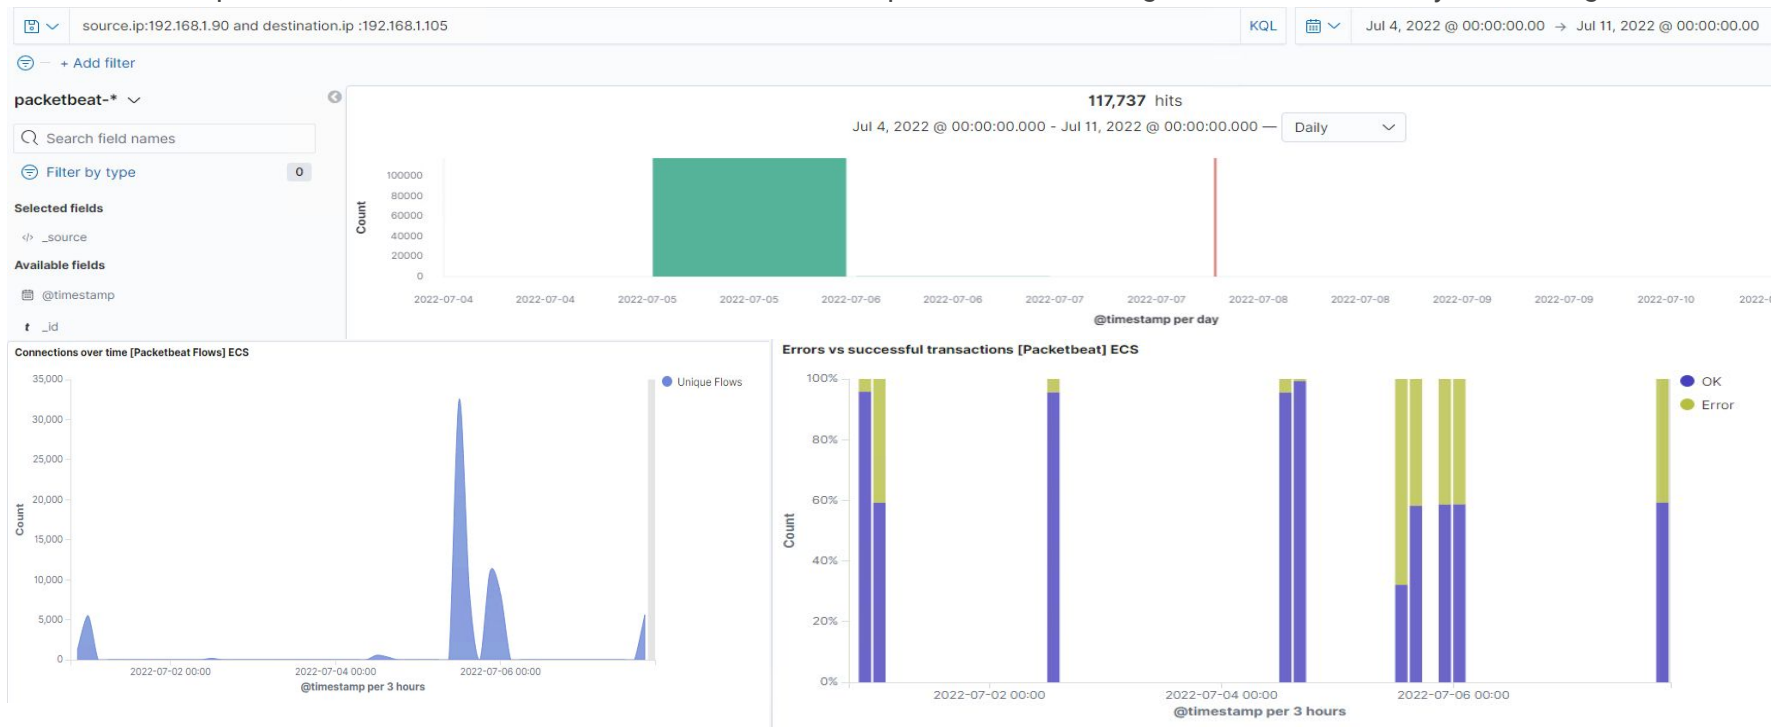 source.ip:192.168.1.90 and destination.ip :192.168.1.105
KQL
Jul 4, 2022 @ 00:00:00.00 → Jul 11, 2022 @ 00:00:00.00
+ Add filter
packetbeat-*
Search field names
Filter by type 0
Selected fields
</> _source
Available fields
@timestamp
t _id
117,737 hits
Jul 4, 2022 @ 00:00:00.000 - Jul 11, 2022 @ 00:00:00.000 — Daily
100000
80000
60000
40000
20000
0
Count
2022-07-04 2022-07-04 2022-07-05 2022-07-05 2022-07-06 2022-07-06 2022-07-07 2022-07-07 2022-07-08 2022-07-08 2022-07-09 2022-07-09 2022-07-10 2022-
@timestamp per day
Connections over time [Packetbeat Flows] ECS
35,000
30,000
25,000
20,000
15,000
10,000
5,000
0
Count
Unique Flows
2022-07-02 00:00 2022-07-04 00:00 2022-07-06 00:00
@timestamp per 3 hours
Errors vs successful transactions [Packetbeat] ECS
100%
80%
60%
40%
20%
0%
Count
OK
Error
2022-07-02 00:00 2022-07-04 00:00 2022-07-06 00:00
@timestamp per 3 hours